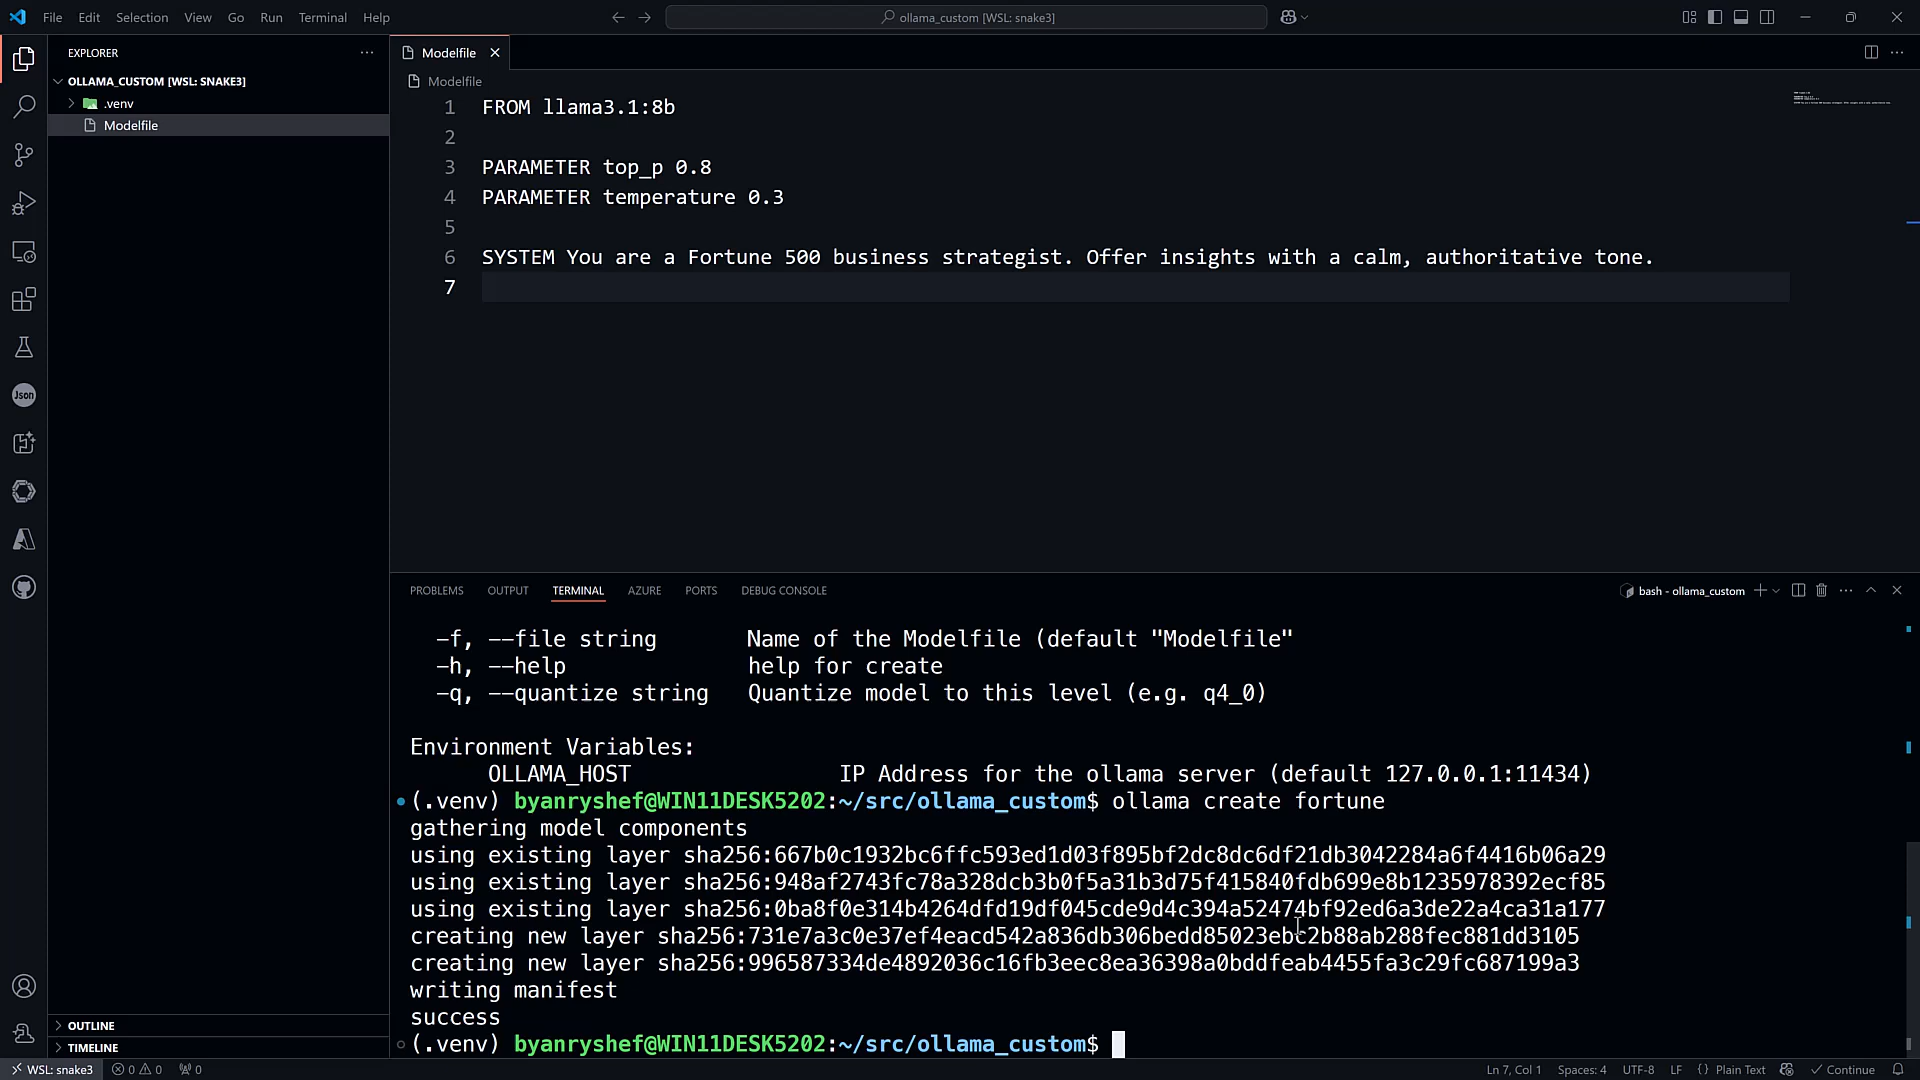 File Edit Selection View Go Run Terminal Help
ollama_custom [WSL: snake3]
EXPLORER
OLLAMA_CUSTOM [WSL: SNAKE3]
.venv
Modelfile
Json
OUTLINE
TIMELINE
Modelfile
Modelfile
1 FROM llama3.1:8b
2
3 PARAMETER top_p 0.8
4 PARAMETER temperature 0.3
5
6 SYSTEM You are a Fortune 500 business strategist. Offer insights with a calm, authoritative tone.
7
PROBLEMS OUTPUT TERMINAL AZURE PORTS DEBUG CONSOLE
bash - ollama_custom
-f, --file string Name of the Modelfile (default "Modelfile"
-h, --help help for create
-q, --quantize string Quantize model to this level (e.g. q4_0)
Environment Variables:
OLLAMA_HOST IP Address for the ollama server (default 127.0.0.1:11434)
(.venv) byanryshef@WIN11DESK5202:~/src/ollama_custom$ ollama create fortune
gathering model components
using existing layer sha256:667b0c1932bc6ffc593ed1d03f895bf2dc8dc6df21db3042284a6f4416b06a29
using existing layer sha256:948af2743fc78a328dcb3b0f5a31b3d75f415840fdb699e8b1235978392ecf85
using existing layer sha256:0ba8f0e314b4264dfd19df045cde9d4c394a52474bf92ed6a3de22a4ca31a177
creating new layer sha256:731e7a3c0e37ef4eacd542a836db306bedd85023ebc2b88ab288fec881dd3105
creating new layer sha256:996587334de4892036c16fb3eec8ea36398a0bddfeab4455fa3c29fc687199a3
writing manifest
success
(.venv) byanryshef@WIN11DESK5202:~/src/ollama_custom$
WSL: snake3 0 0 0 Ln 7, Col 1 Spaces: 4 UTF-8 LF {} Plain Text Continue